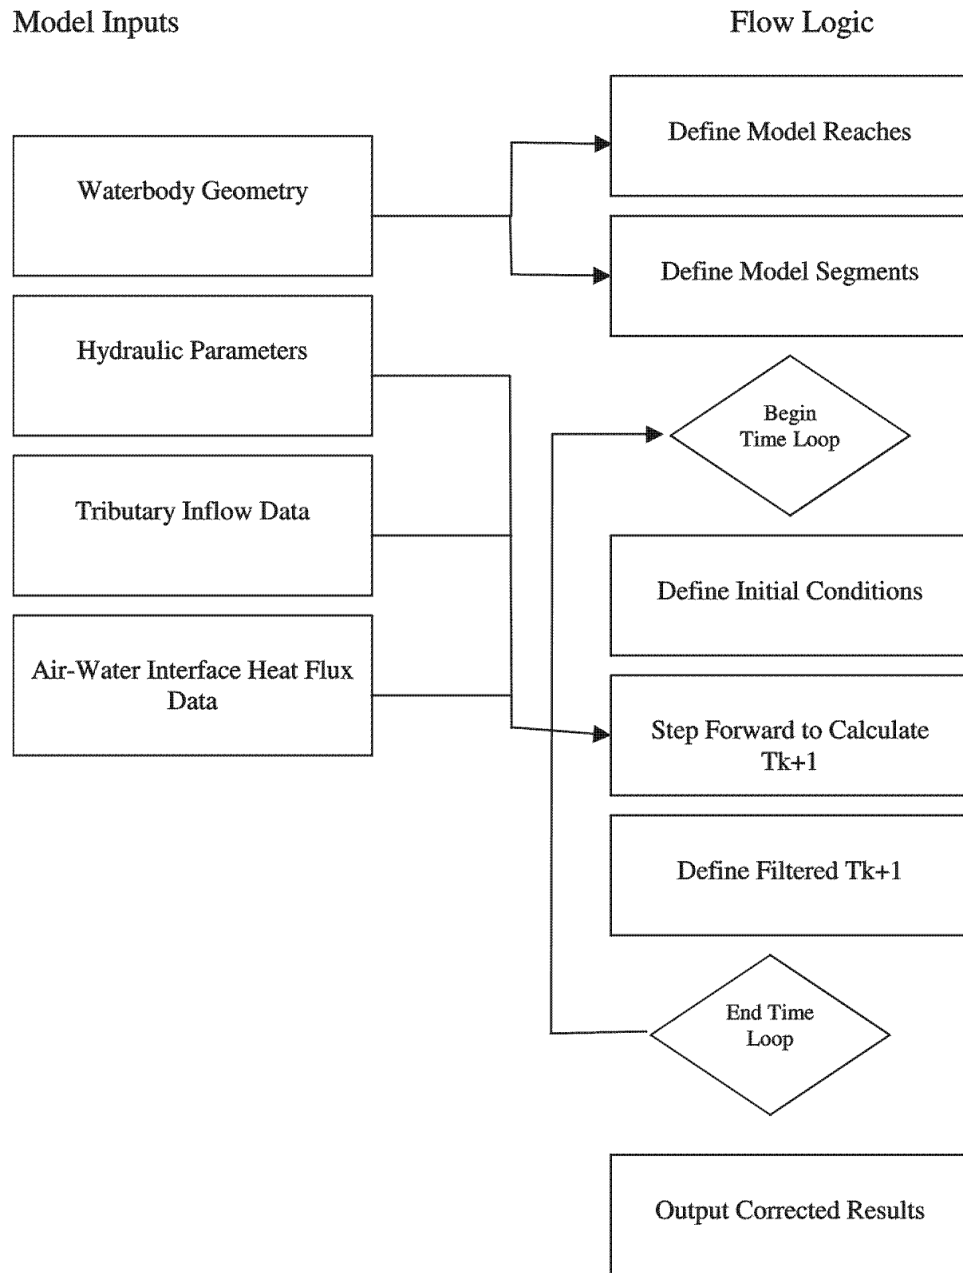 Model Inputs
Flow Logic
Waterbody Geometry
Hydraulic Parameters
Tributary Inflow Data
Air-Water Interface Heat Flux
Data
Define Model Reaches
Define Model Segments
Begin
Time Loop
Define Initial Conditions
Step Forward to Calculate
Tk+1
Define Filtered Tk+1
End Time
Loop
Output Corrected Results